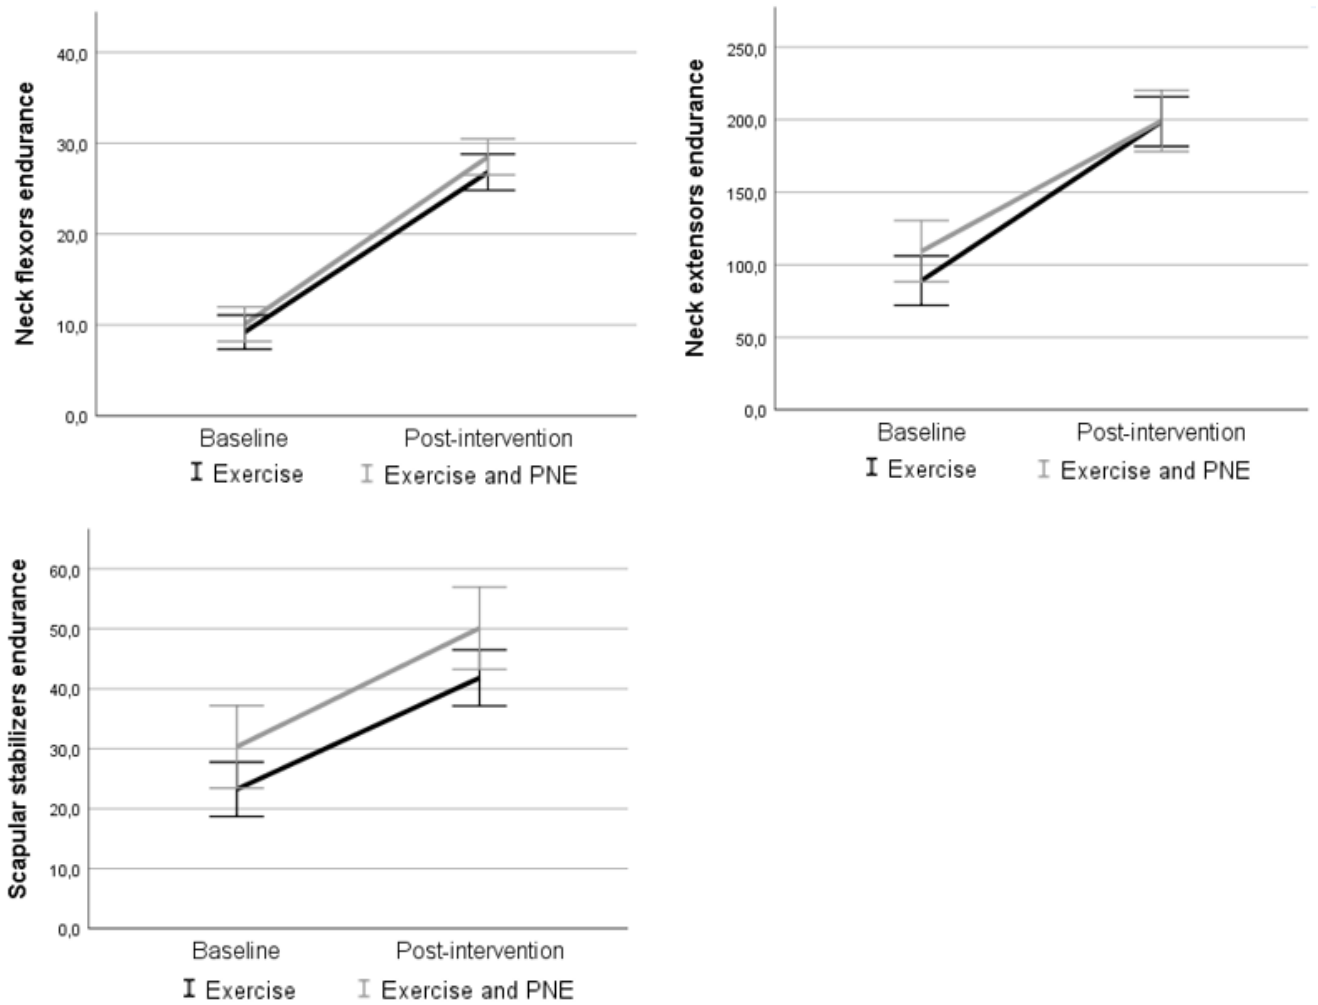 Neck flexors endurance
40,0
30,0
20,0
10,0
0,0
Baseline Post-intervention
Exercise Exercise and PNE
Neck extensors endurance
250,0
200,0
150,0
100,0
50,0
0,0
Baseline Post-intervention
Exercise Exercise and PNE
Scapular stabilizers endurance
60,0
50,0
40,0
30,0
20,0
10,0
0,0
Baseline Post-intervention
Exercise Exercise and PNE